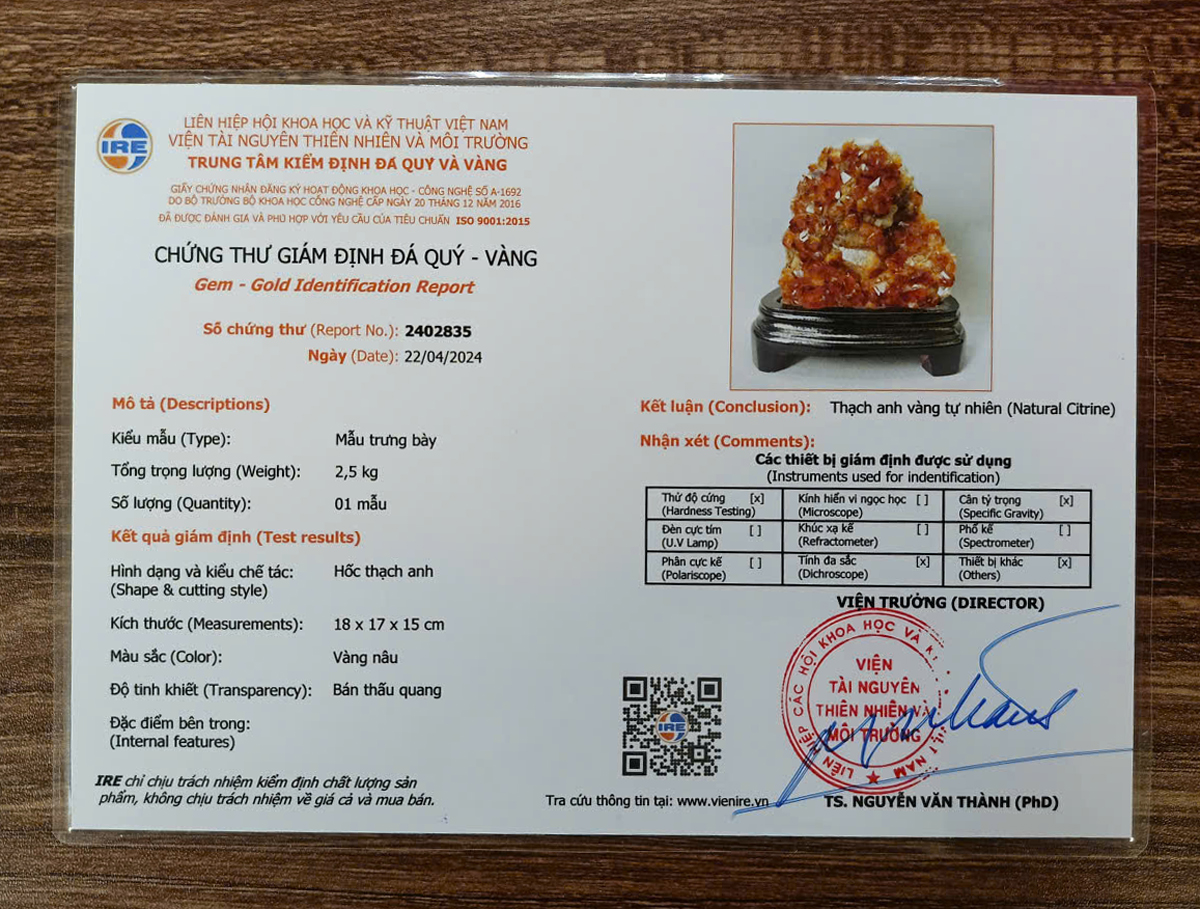 IRE
LIÊN HIỆP HỘI KHOA HỌC VÀ KỸ THUẬT VIỆT NAM
VIỆN TÀI NGUYÊN THIÊN NHIÊN VÀ MÔI TRƯỜNG
TRUNG TÂM KIỂM ĐỊNH ĐÁ QUÝ VÀ VÀNG
GIẤY CHỨNG NHẬN ĐĂNG KÝ HOẠT ĐỘNG KHOA HỌC - CÔNG NGHỆ SỐ A-1692
DO BỘ TRƯỞNG BỘ KHOA HỌC CÔNG NGHỆ CẤP NGÀY 20 THÁNG 12 NĂM 2016
ĐÃ ĐƯỢC ĐÁNH GIÁ VÀ PHÙ HỢP VỚI YÊU CẦU CỦA TIÊU CHUẨN ISO 9001:2015
CHỨNG THƯ GIÁM ĐỊNH ĐÁ QUÝ - VÀNG
Gem - Gold Identification Report
Số chứng thư (Report No.): 2402835
Ngày (Date): 22/04/2024
Mô tả (Descriptions)
Kiểu mẫu (Type): Mẫu trưng bày
Tổng trọng lượng (Weight): 2,5 kg
Số lượng (Quantity): 01 mẫu
Kết quả giám định (Test results)
Hình dạng và kiểu chế tác: Hốc thạch anh
(Shape & cutting style)
Kích thước (Measurements): 18 x 17 x 15 cm
Màu sắc (Color): Vàng nâu
Độ tinh khiết (Transparency): Bán thấu quang
Đặc điểm bên trong:
(Internal features)
IRE chỉ chịu trách nhiệm kiểm định chất lượng sản
phẩm, không chịu trách nhiệm về giá cả và mua bán.
Kết luận (Conclusion): Thạch anh vàng tự nhiên (Natural Citrine)
Nhận xét (Comments):
Các thiết bị giám định được sử dụng
(Instruments used for indentification)
Thử độ cứng [x] Kính hiển vi ngọc học [ ] Cân tỷ trọng [x]
(Hardness Testing) (Microscope) (Specific Gravity)
Đèn cực tím [ ] Khúc xạ kế [ ] Phổ kế [ ]
(U.V Lamp) (Refractometer) (Spectrometer)
Phân cực kế [ ] Tính đa sắc [x] Thiết bị khác [x]
(Polariscope) (Dichroscope) (Others)
VIỆN TRƯỞNG (DIRECTOR)
LIÊN HIỆP CÁC HỘI KHOA HỌC VÀ VIỆT NAM
VIỆN
TÀI NGUYÊN
THIÊN NHIÊN VÀ
MÔI TRƯỜNG
IRE
Tra cứu thông tin tại: www.vienire.vn
TS. NGUYỄN VĂN THÀNH (PhD)